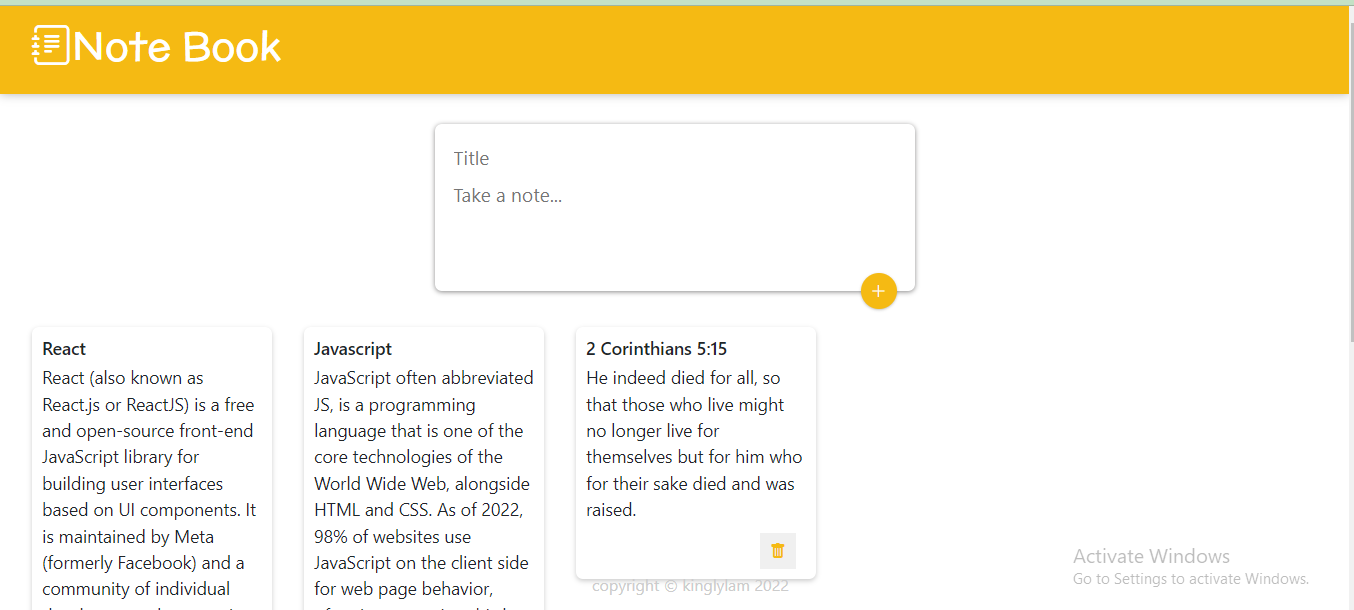 Note Book
Title
Take a note...
React
React (also known as
React.js or ReactJS) is a free
and open-source front-end
JavaScript library for
building user interfaces
based on UI components. It
is maintained by Meta
(formerly Facebook) and a
community of individual
Javascript
JavaScript often abbreviated
JS, is a programming
language that is one of the
core technologies of the
World Wide Web, alongside
HTML and CSS. As of 2022,
98% of websites use
JavaScript on the client side
for web page behavior,
2 Corinthians 5:15
He indeed died for all, so
that those who live might
no longer live for
themselves but for him who
for their sake died and was
raised.
copyright © kinglylam 2022
Activate Windows
Go to Settings to activate Windows.